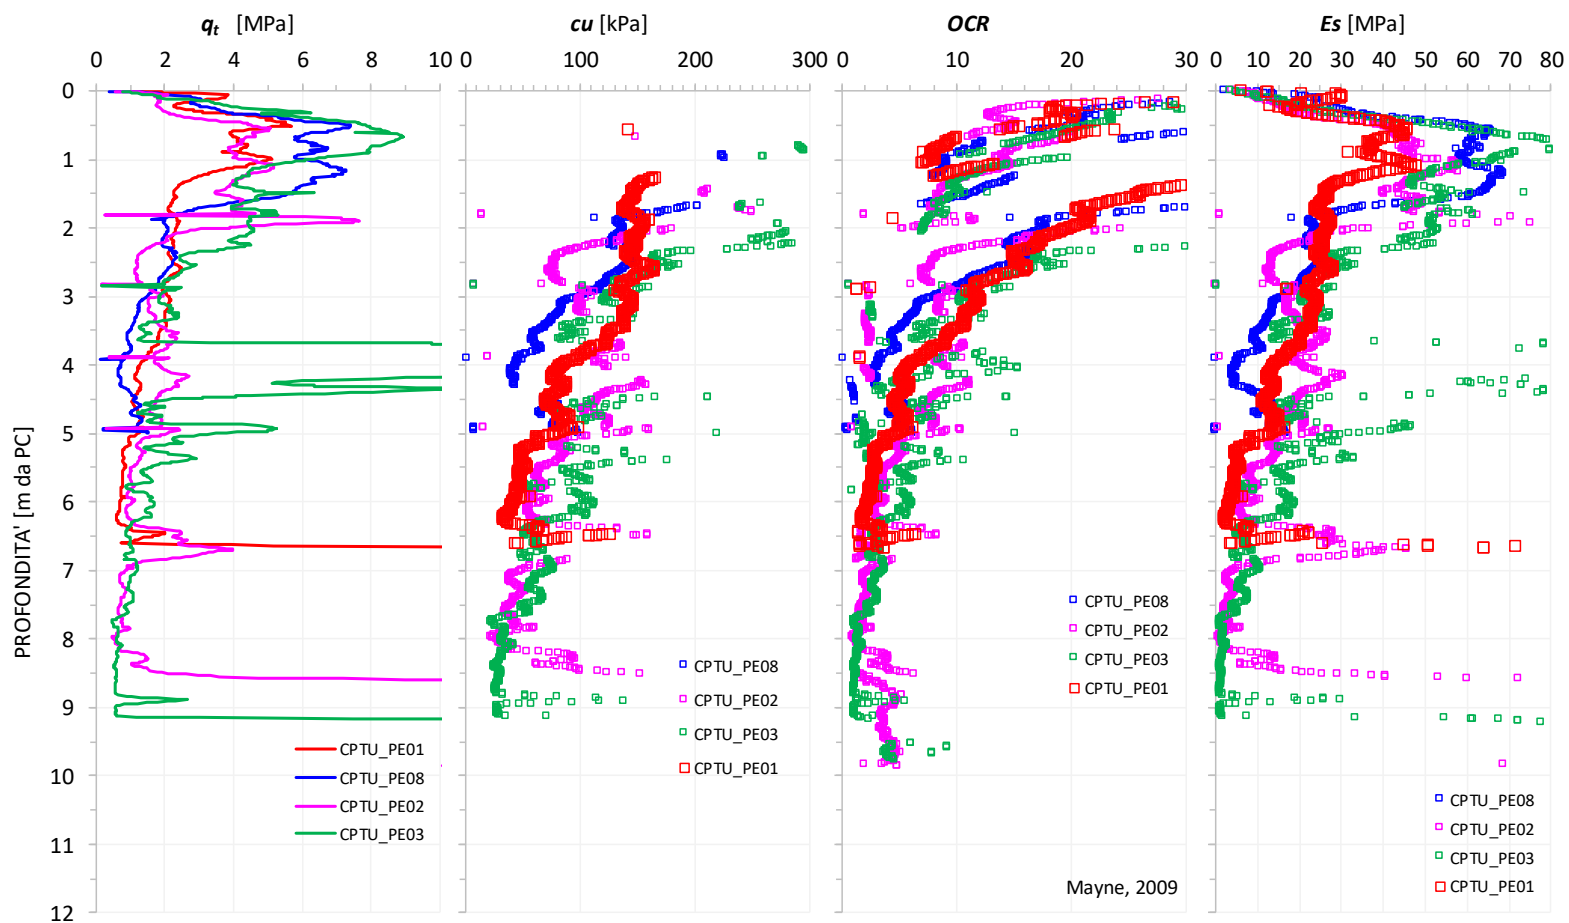 q_t [MPa]
cu [kPa]
OCR
Es [MPa]
0 2 4 6 8 10
0 100 200 300
0 10 20 30
0 10 20 30 40 50 60 70 80
PROFONDITA' [m da PC]
0
1
2
3
4
5
6
7
8
9
10
11
12
CPTU_PE01
CPTU_PE08
CPTU_PE02
CPTU_PE03
CPTU_PE08
CPTU_PE02
CPTU_PE03
CPTU_PE01
CPTU_PE08
CPTU_PE02
CPTU_PE03
CPTU_PE01
Mayne, 2009
CPTU_PE08
CPTU_PE02
CPTU_PE03
CPTU_PE01